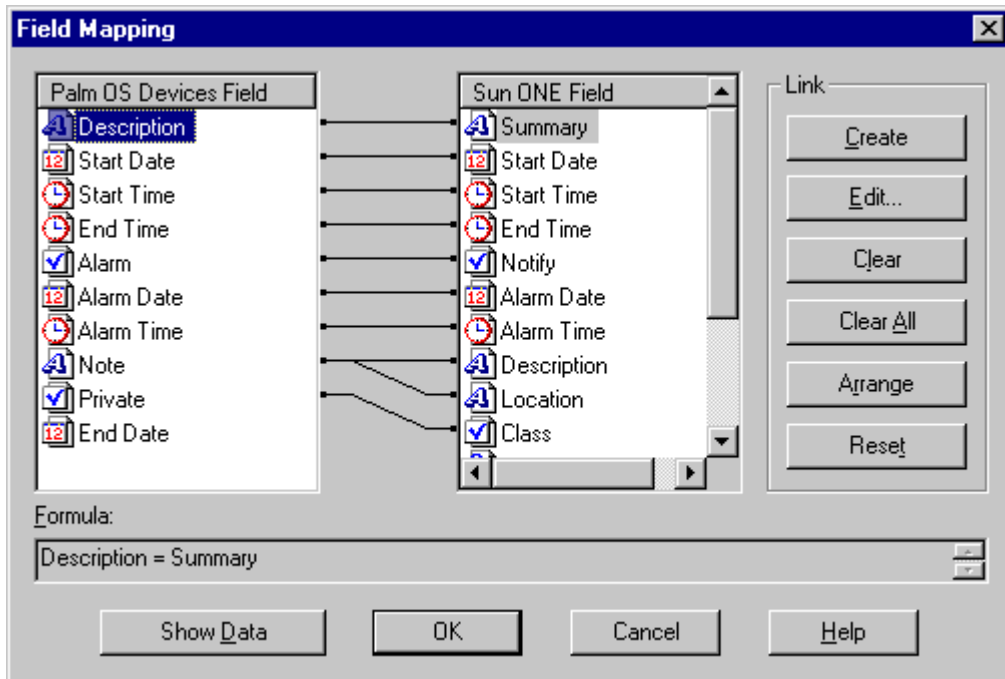 Field Mapping
Palm OS Devices Field
Description
Start Date
Start Time
End Time
Alarm
Alarm Date
Alarm Time
Note
Private
End Date
Sun ONE Field
Summary
Start Date
Start Time
End Time
Notify
Alarm Date
Alarm Time
Description
Location
Class
Link
Create
Edit...
Clear
Clear All
Arrange
Reset
Formula:
Description = Summary
Show Data
OK
Cancel
Help